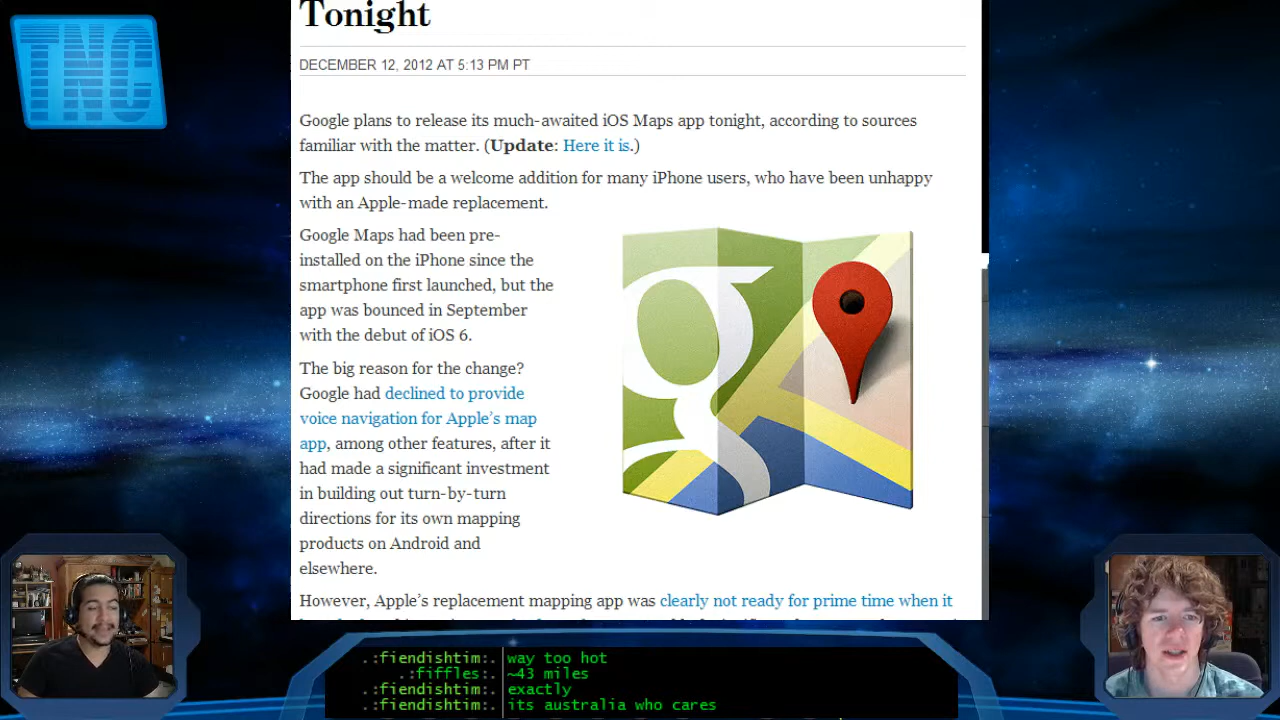 TNC
Tonight
DECEMBER 12, 2012 AT 5:13 PM PT
Google plans to release its much-awaited iOS Maps app tonight, according to sources
familiar with the matter. (Update: Here it is.)
The app should be a welcome addition for many iPhone users, who have been unhappy
with an Apple-made replacement.
Google Maps had been pre-
installed on the iPhone since the
smartphone first launched, but the
app was bounced in September
with the debut of iOS 6.
The big reason for the change?
Google had declined to provide
voice navigation for Apple’s map
app, among other features, after it
had made a significant investment
in building out turn-by-turn
directions for its own mapping
products on Android and
elsewhere.
g
However, Apple’s replacement mapping app was clearly not ready for prime time when it
.:fiendishtim:. way too hot
.:fiffles:. ~43 miles
.:fiendishtim:. exactly
.:fiendishtim:. its australia who cares